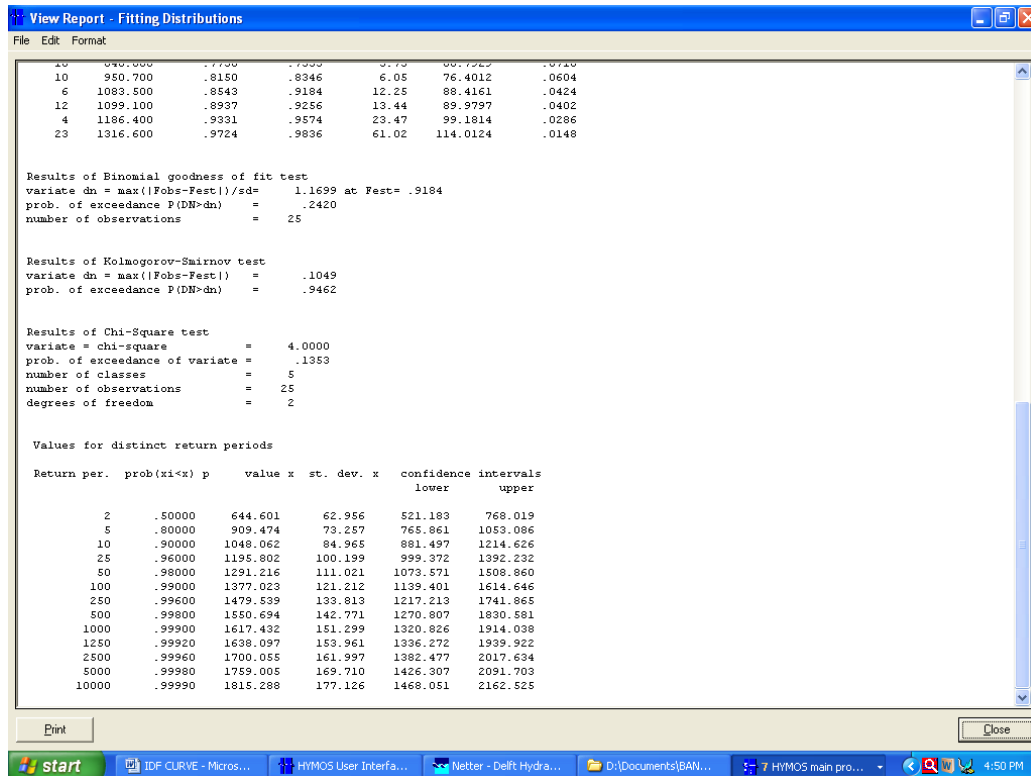 View Report - Fitting Distributions
File Edit Format
10 950.700 .8150 .8346 6.05 76.4012 .0604
6 1083.500 .8543 .9184 12.25 88.4161 .0424
12 1099.100 .8937 .9256 13.44 89.9797 .0402
4 1186.400 .9331 .9574 23.47 99.1814 .0286
23 1316.600 .9724 .9836 61.02 114.0124 .0148
Results of Binomial goodness of fit test
variate dn = max(|Fobs-Fest|)/sd= 1.1699 at Fest= .9184
prob. of exceedance P(DN>dn) = .2420
number of observations = 25
Results of Kolmogorov-Smirnov test
variate dn = max(|Fobs-Fest|) = .1049
prob. of exceedance P(DN>dn) = .9462
Results of Chi-Square test
variate = chi-square = 4.0000
prob. of exceedance of variate = .1353
number of classes = 5
number of observations = 25
degrees of freedom = 2
Values for distinct return periods
Return per. prob(xi<x) p value x st. dev. x confidence intervals
lower upper
2 .50000 644.601 62.956 521.183 768.019
5 .80000 909.474 73.257 765.861 1053.086
10 .90000 1048.062 84.965 881.497 1214.626
25 .96000 1195.802 100.199 999.372 1392.232
50 .98000 1291.216 111.021 1073.571 1508.860
100 .99000 1377.023 121.212 1139.401 1614.646
250 .99600 1479.539 133.813 1217.213 1741.865
500 .99800 1550.694 142.771 1270.807 1830.581
1000 .99900 1617.432 151.299 1320.826 1914.038
1250 .99920 1638.097 153.961 1336.272 1939.922
2500 .99960 1700.055 161.997 1382.477 2017.634
5000 .99980 1759.005 169.710 1426.307 2091.703
10000 .99990 1815.288 177.126 1468.051 2162.525
Print Close
start IDF CURVE - Micros... HYMOS User Interfa... Netter - Delft Hydra... D:\Documents\BAN... 7 HYMOS main pro... 4:50 PM